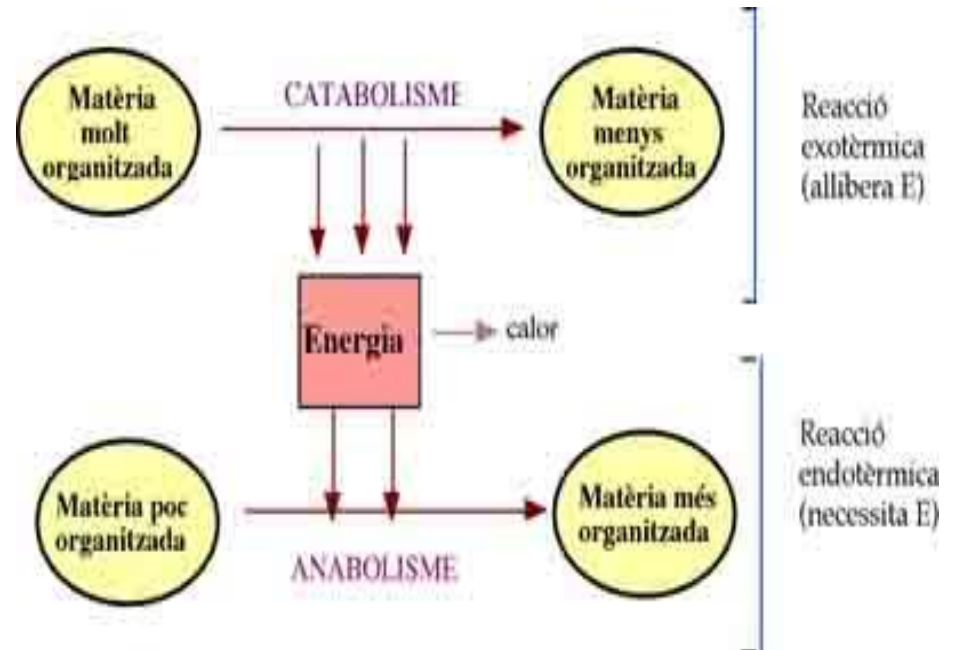 Matèria
molt
organitzada
CATABOLISME
Matèria
menys
organitzada
Reacció
exotèrmica
(allibera E)
Energia
calor
Matèria poc
organitzada
ANABOLISME
Matèria més
organitzada
Reacció
endotèrmica
(necessita E)